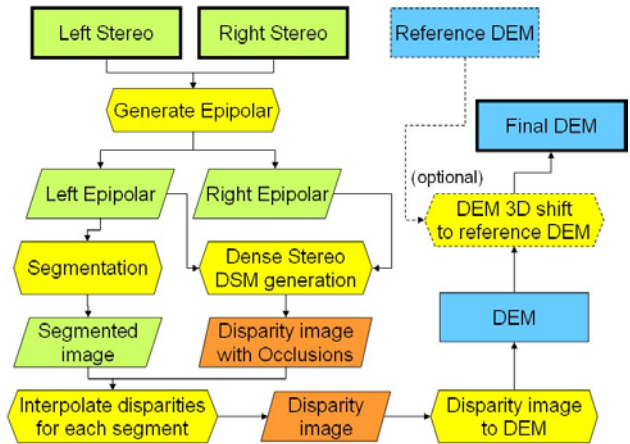 Left Stereo
Right Stereo
Reference DEM
Generate Epipolar
Final DEM
(optional)
Left Epipolar
Right Epipolar
DEM 3D shift
to reference DEM
Segmentation
Dense Stereo
DSM generation
Segmented
image
Disparity image
with Occlusions
DEM
Interpolate disparities
for each segment
Disparity
image
Disparity image
to DEM